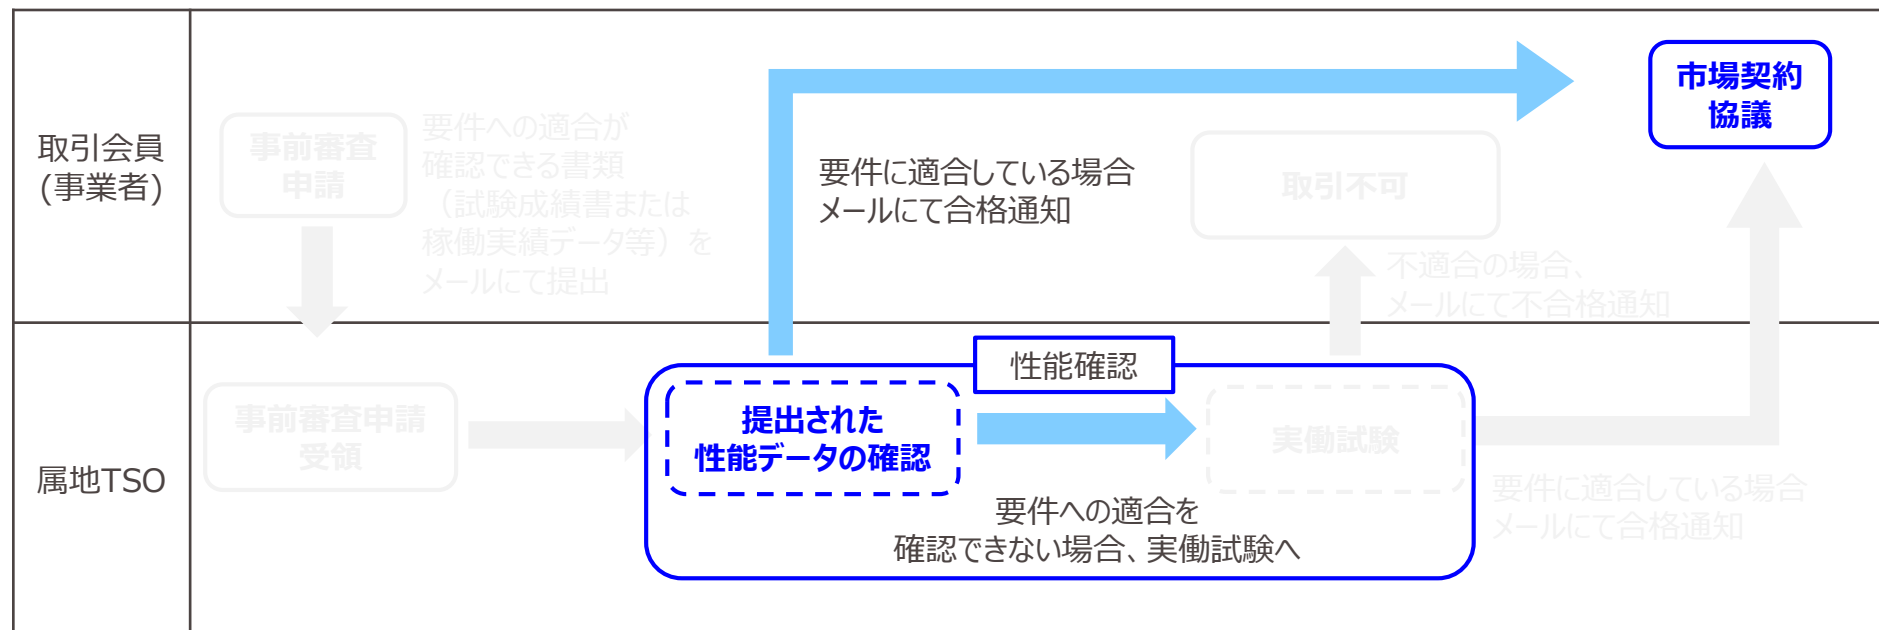 取引会員
(事業者)
事前審査
申請
要件への適合が
確認できる書類
（試験成績書または
稼働実績データ等）を
メールにて提出
要件に適合している場合
メールにて合格通知
取引不可
不適合の場合、
メールにて不合格通知
市場契約
協議
属地TSO
事前審査申請
受領
性能確認
提出された
性能データの確認
実働試験
要件への適合を
確認できない場合、実働試験へ
要件に適合している場合
メールにて合格通知